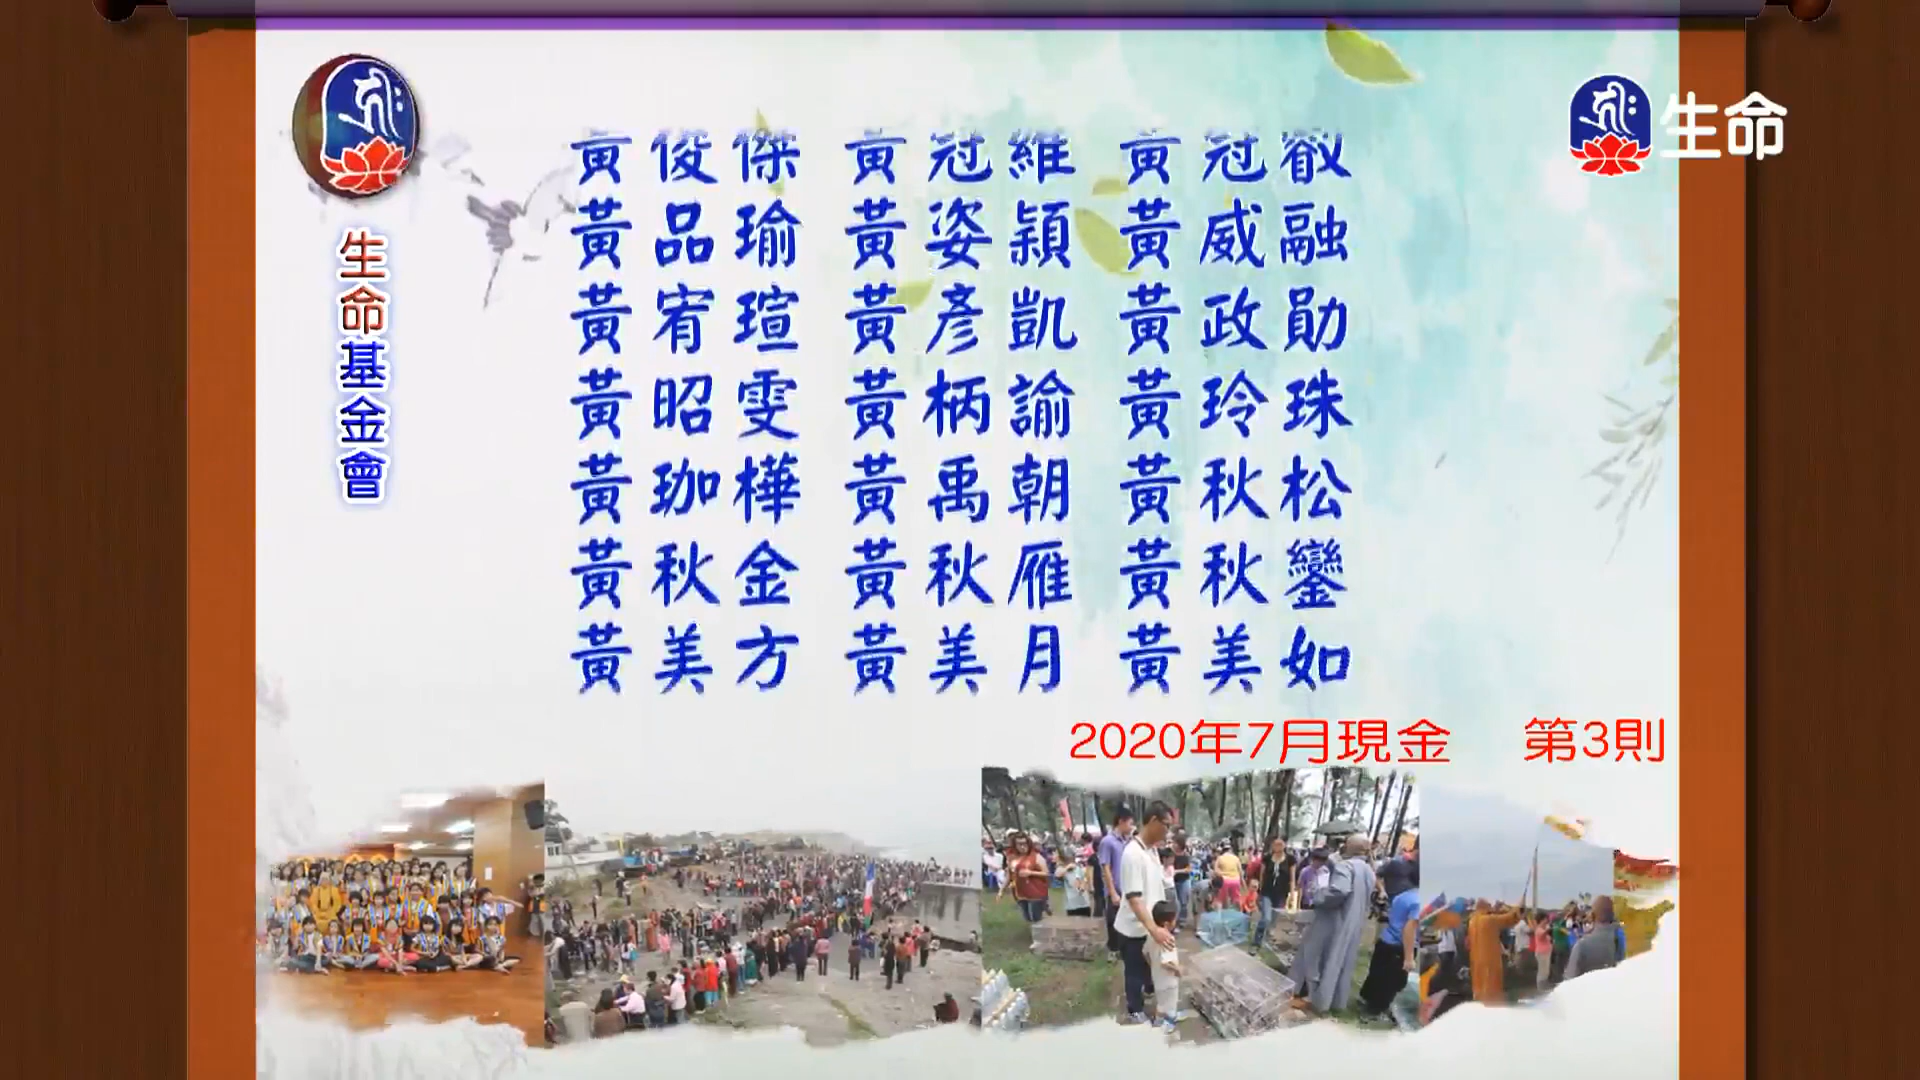 生命
生命基金會
黃俊傑 黃冠維 黃冠叡
黃品瑜 黃姿穎 黃威融
黃宥瑄 黃彥凱 黃政勛
黃昭雯 黃柄諭 黃玲珠
黃珈樺 黃禹朝 黃秋松
黃秋金 黃秋雁 黃秋鑾
黃美方 黃美月 黃美如
2020年7月現金 第3則